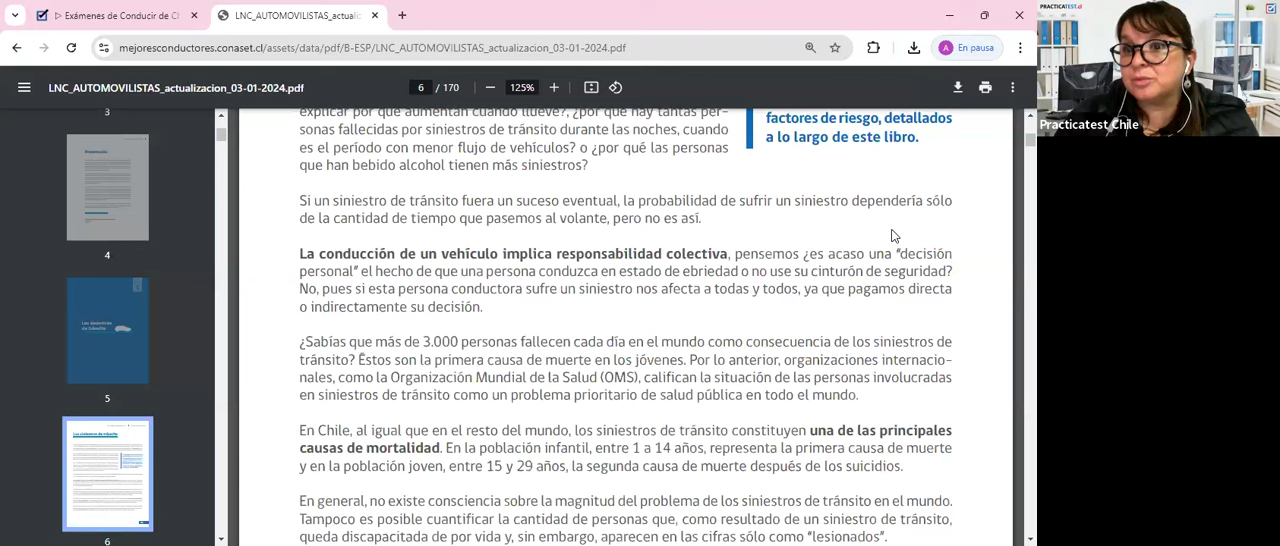 Exámenes de Conducir de Ch
LNC_AUTOMOVILISTAS_actualiza
mejoresconductores.conaset.cl/assets/data/pdf/B-ESP/LNC_AUTOMOVILISTAS_actualizacion_03-01-2024.pdf
A En pausa
PRACTICATEST.cl
LNC_AUTOMOVILISTAS_actualizacion_03-01-2024.pdf
6 / 170
125%
Practicatest Chile
3
4
5
6
explicar por qué aumentan cuando llueve?, ¿por qué hay tantas per-
sonas fallecidas por siniestros de tránsito durante las noches, cuando
es el período con menor flujo de vehículos? o ¿por qué las personas
que han bebido alcohol tienen más siniestros?
factores de riesgo, detallados
a lo largo de este libro.
Si un siniestro de tránsito fuera un suceso eventual, la probabilidad de sufrir un siniestro dependería sólo
de la cantidad de tiempo que pasemos al volante, pero no es así.
La conducción de un vehículo implica responsabilidad colectiva, pensemos ¿es acaso una “decisión
personal” el hecho de que una persona conduzca en estado de ebriedad o no use su cinturón de seguridad?
No, pues si esta persona conductora sufre un siniestro nos afecta a todas y todos, ya que pagamos directa
o indirectamente su decisión.
¿Sabías que más de 3.000 personas fallecen cada día en el mundo como consecuencia de los siniestros de
tránsito? Éstos son la primera causa de muerte en los jóvenes. Por lo anterior, organizaciones internacio-
nales, como la Organización Mundial de la Salud (OMS), califican la situación de las personas involucradas
en siniestros de tránsito como un problema prioritario de salud pública en todo el mundo.
En Chile, al igual que en el resto del mundo, los siniestros de tránsito constituyen una de las principales
causas de mortalidad. En la población infantil, entre 1 a 14 años, representa la primera causa de muerte
y en la población joven, entre 15 y 29 años, la segunda causa de muerte después de los suicidios.
En general, no existe consciencia sobre la magnitud del problema de los siniestros de tránsito en el mundo.
Tampoco es posible cuantificar la cantidad de personas que, como resultado de un siniestro de tránsito,
queda discapacitada de por vida y, sin embargo, aparecen en las cifras sólo como “lesionados”.